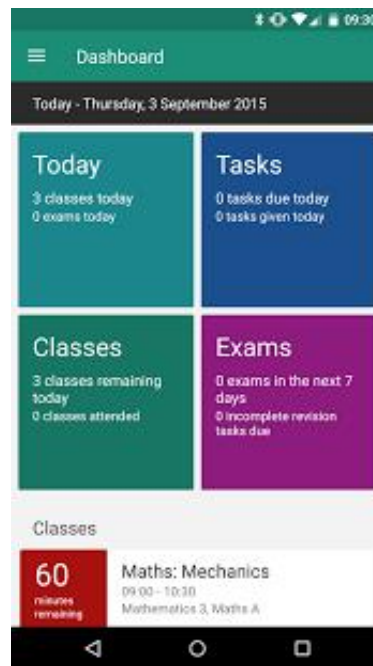 09:30
Dashboard
Today - Thursday, 3 September 2015
Today
3 classes today
0 exams today
Tasks
0 tasks due today
0 tasks given today
Classes
3 classes remaining
today
0 classes attended
Exams
0 exams in the next 7
days
0 incomplete revision
tasks due
Classes
60
minutes
remaining
Maths: Mechanics
09:00 - 10:30
Mathematics 3, Maths A